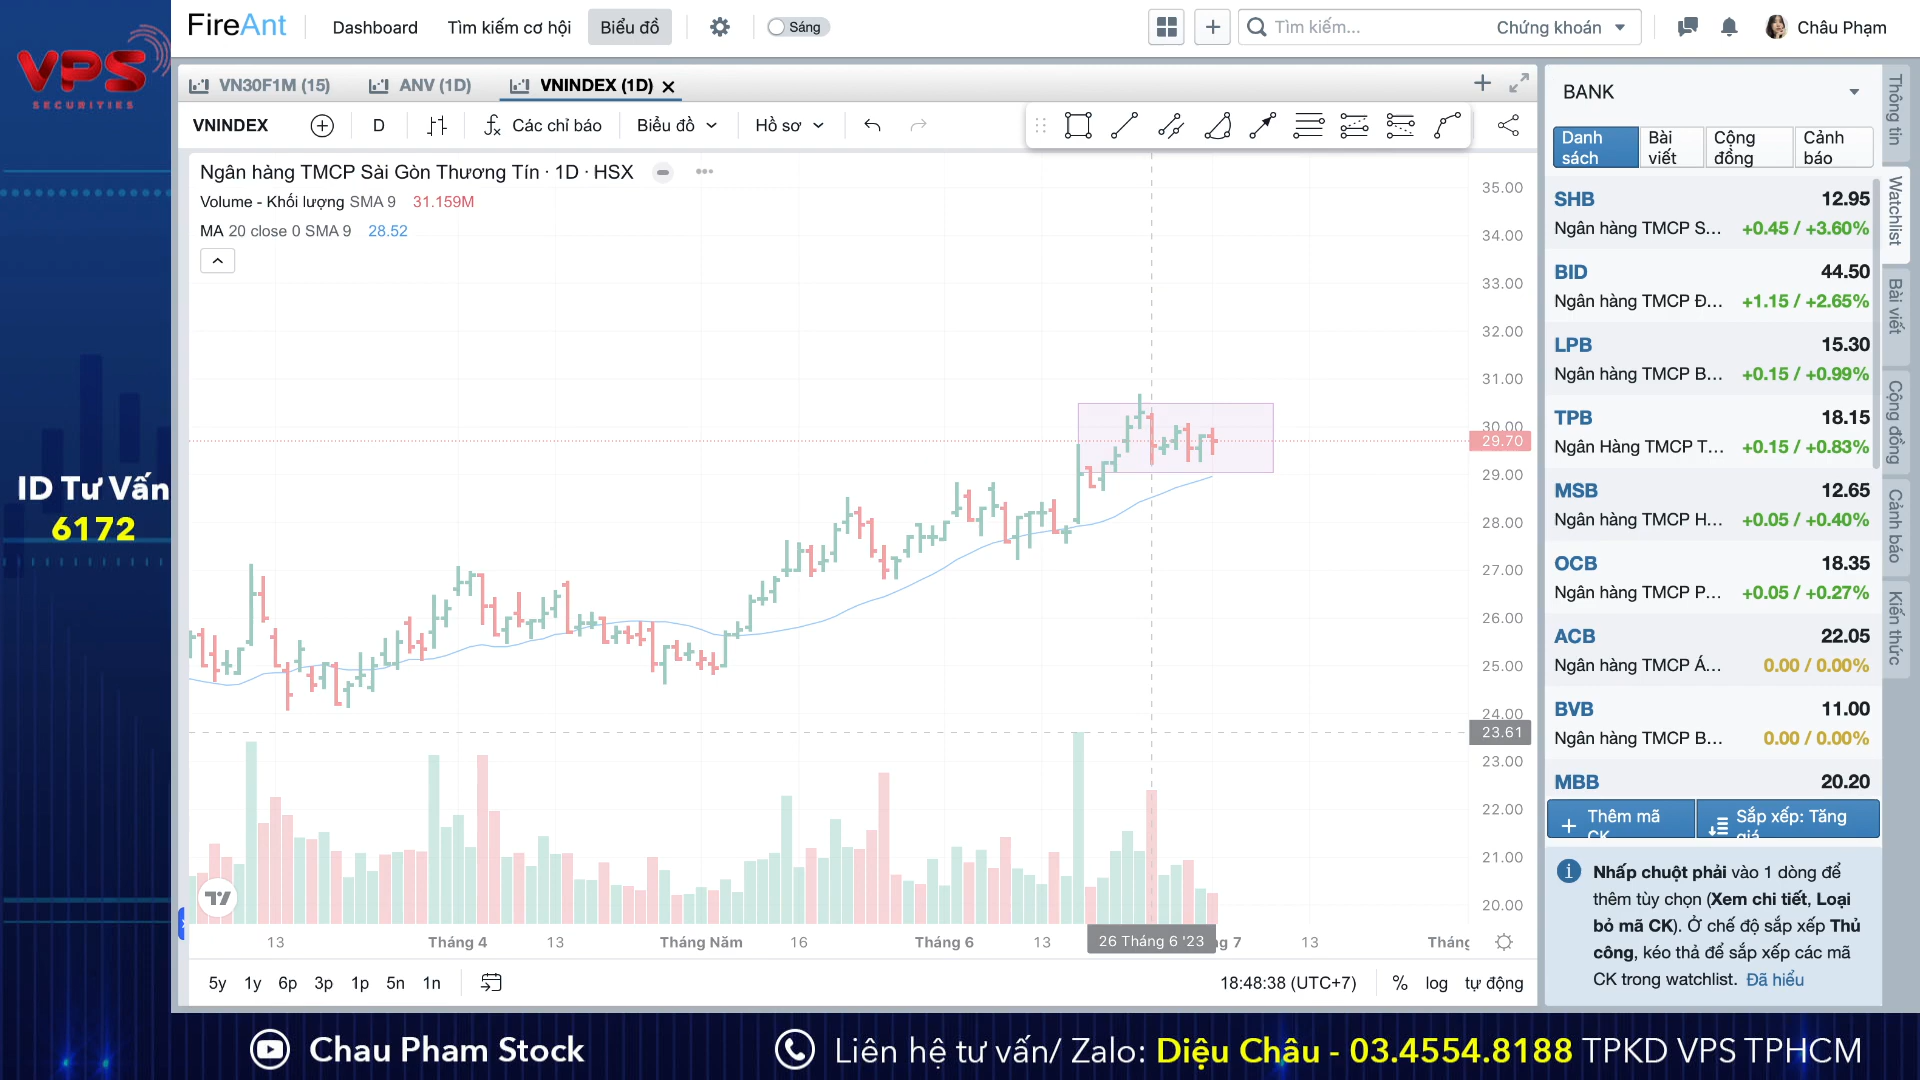 VPS
SECURITIES
ID Tư Vấn
6172
FireAnt
Dashboard
Tìm kiếm cơ hội
Biểu đồ
Sáng
Tìm kiếm...
Chứng khoán
Châu Phạm
VN30F1M (15)
ANV (1D)
VNINDEX (1D)
VNINDEX
D
Các chỉ báo
Biểu đồ
Hồ sơ
Ngân hàng TMCP Sài Gòn Thương Tín · 1D · HSX
Volume - Khối lượng SMA 9 31.159M
MA 20 close 0 SMA 9 28.52
35.00
34.00
33.00
32.00
31.00
30.00
29.70
29.00
28.00
27.00
26.00
25.00
24.00
23.61
23.00
22.00
21.00
20.00
13
Tháng 4
13
Tháng Năm
16
Tháng 6
13
26 Tháng 6 '23
g 7
13
Tháng
5y 1y 6p 3p 1p 5n 1n
18:48:38 (UTC+7)
% log tự động
BANK
Danh sách
Bài viết
Cộng đồng
Cảnh báo
SHB 12.95
Ngân hàng TMCP S... +0.45 / +3.60%
BID 44.50
Ngân hàng TMCP Đ... +1.15 / +2.65%
LPB 15.30
Ngân hàng TMCP B... +0.15 / +0.99%
TPB 18.15
Ngân Hàng TMCP T... +0.15 / +0.83%
MSB 12.65
Ngân hàng TMCP H... +0.05 / +0.40%
OCB 18.35
Ngân hàng TMCP P... +0.05 / +0.27%
ACB 22.05
Ngân hàng TMCP Á... 0.00 / 0.00%
BVB 11.00
Ngân hàng TMCP B... 0.00 / 0.00%
MBB 20.20
Thêm mã CK
Sắp xếp: Tăng giá
Nhấp chuột phải vào 1 dòng để
thêm tùy chọn (Xem chi tiết, Loại
bỏ mã CK). Ở chế độ sắp xếp Thủ
công, kéo thả để sắp xếp các mã
CK trong watchlist. Đã hiểu
Thông tin
Watchlist
Bài viết
Cộng đồng
Cảnh báo
Kiến thức
Chau Pham Stock
Liên hệ tư vấn/ Zalo: Diệu Châu - 03.4554.8188 TPKD VPS TPHCM